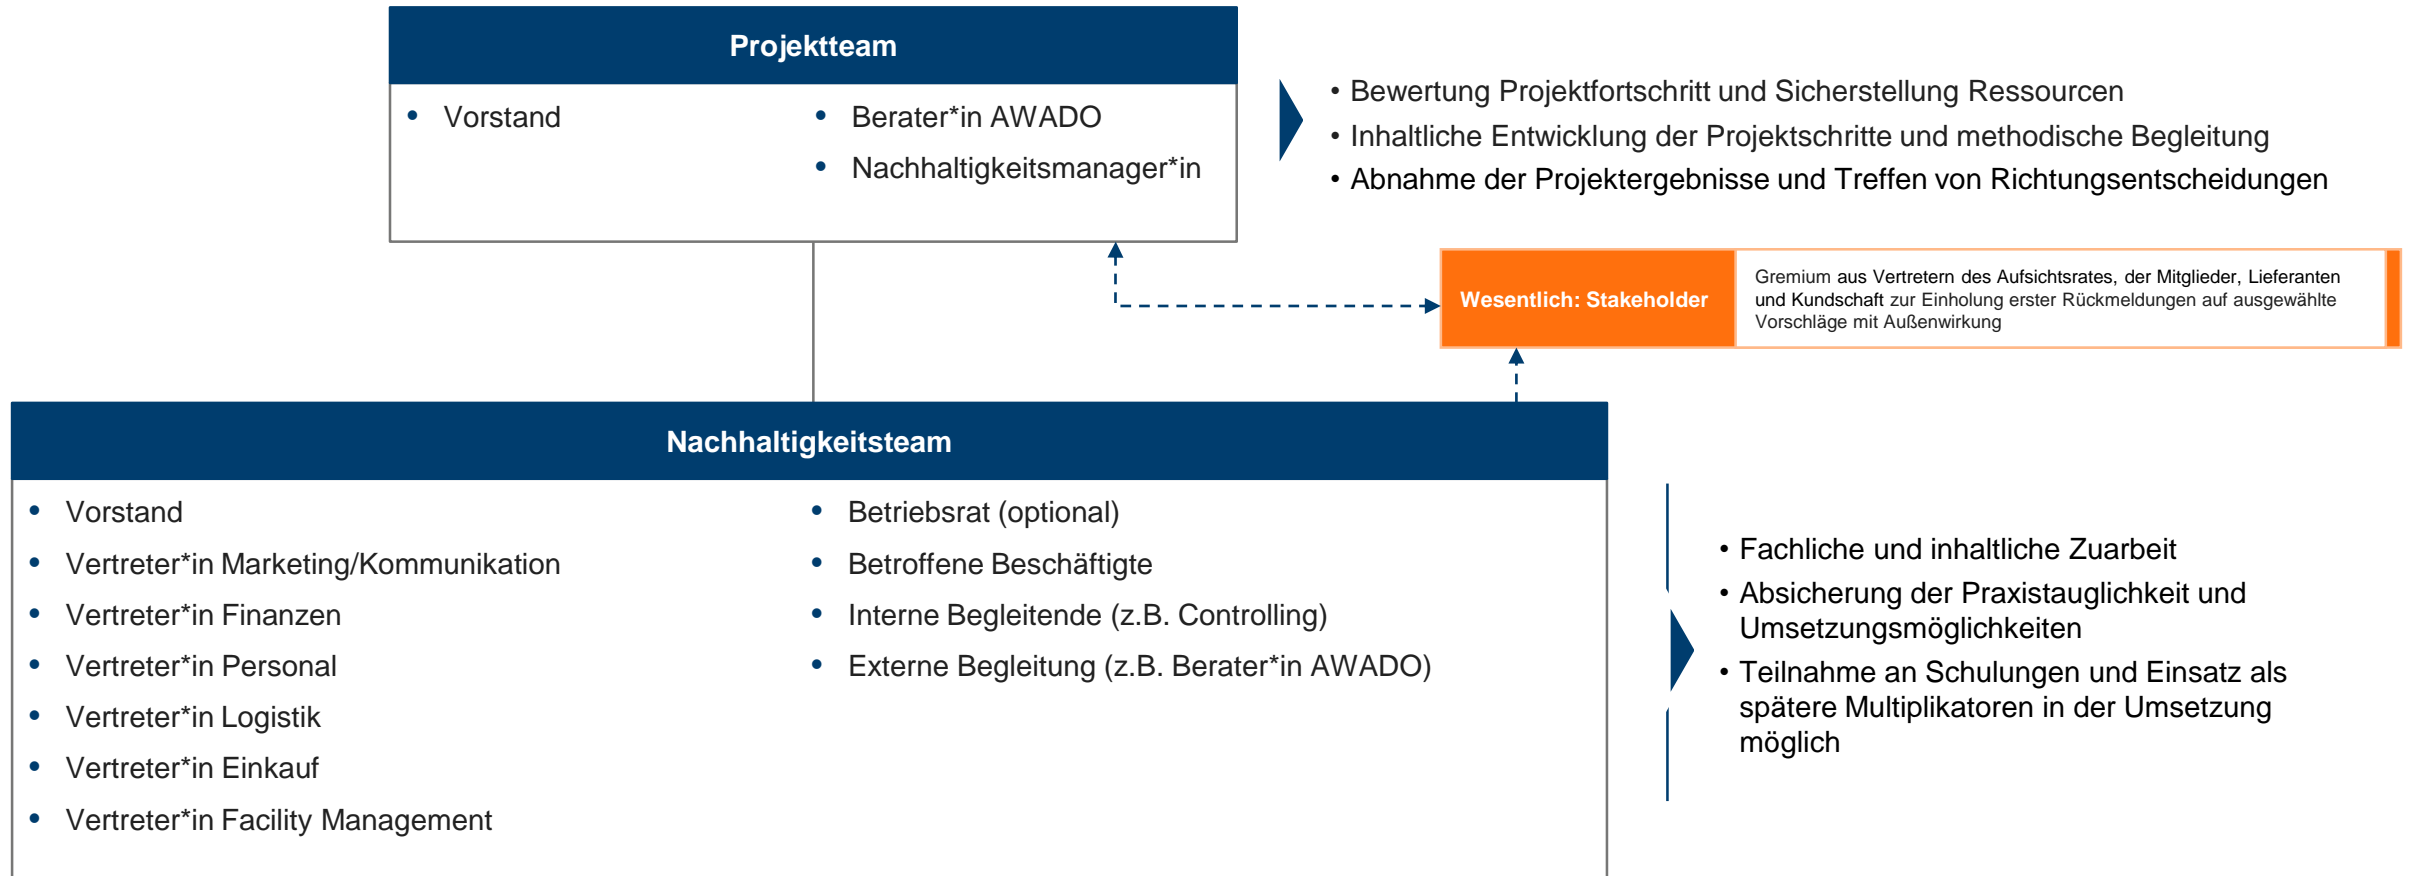 Projektteam
• Vorstand
• Berater*in AWADO
• Nachhaltigkeitsmanager*in
• Bewertung Projektfortschritt und Sicherstellung Ressourcen
• Inhaltliche Entwicklung der Projektschritte und methodische Begleitung
• Abnahme der Projektergebnisse und Treffen von Richtungsentscheidungen
Wesentlich: Stakeholder
Gremium aus Vertretern des Aufsichtsrates, der Mitglieder, Lieferanten
und Kundschaft zur Einholung erster Rückmeldungen auf ausgewählte
Vorschläge mit Außenwirkung
Nachhaltigkeitsteam
• Vorstand
• Vertreter*in Marketing/Kommunikation
• Vertreter*in Finanzen
• Vertreter*in Personal
• Vertreter*in Logistik
• Vertreter*in Einkauf
• Vertreter*in Facility Management
• Betriebsrat (optional)
• Betroffene Beschäftigte
• Interne Begleitende (z.B. Controlling)
• Externe Begleitung (z.B. Berater*in AWADO)
• Fachliche und inhaltliche Zuarbeit
• Absicherung der Praxistauglichkeit und
Umsetzungsmöglichkeiten
• Teilnahme an Schulungen und Einsatz als
spätere Multiplikatoren in der Umsetzung
möglich